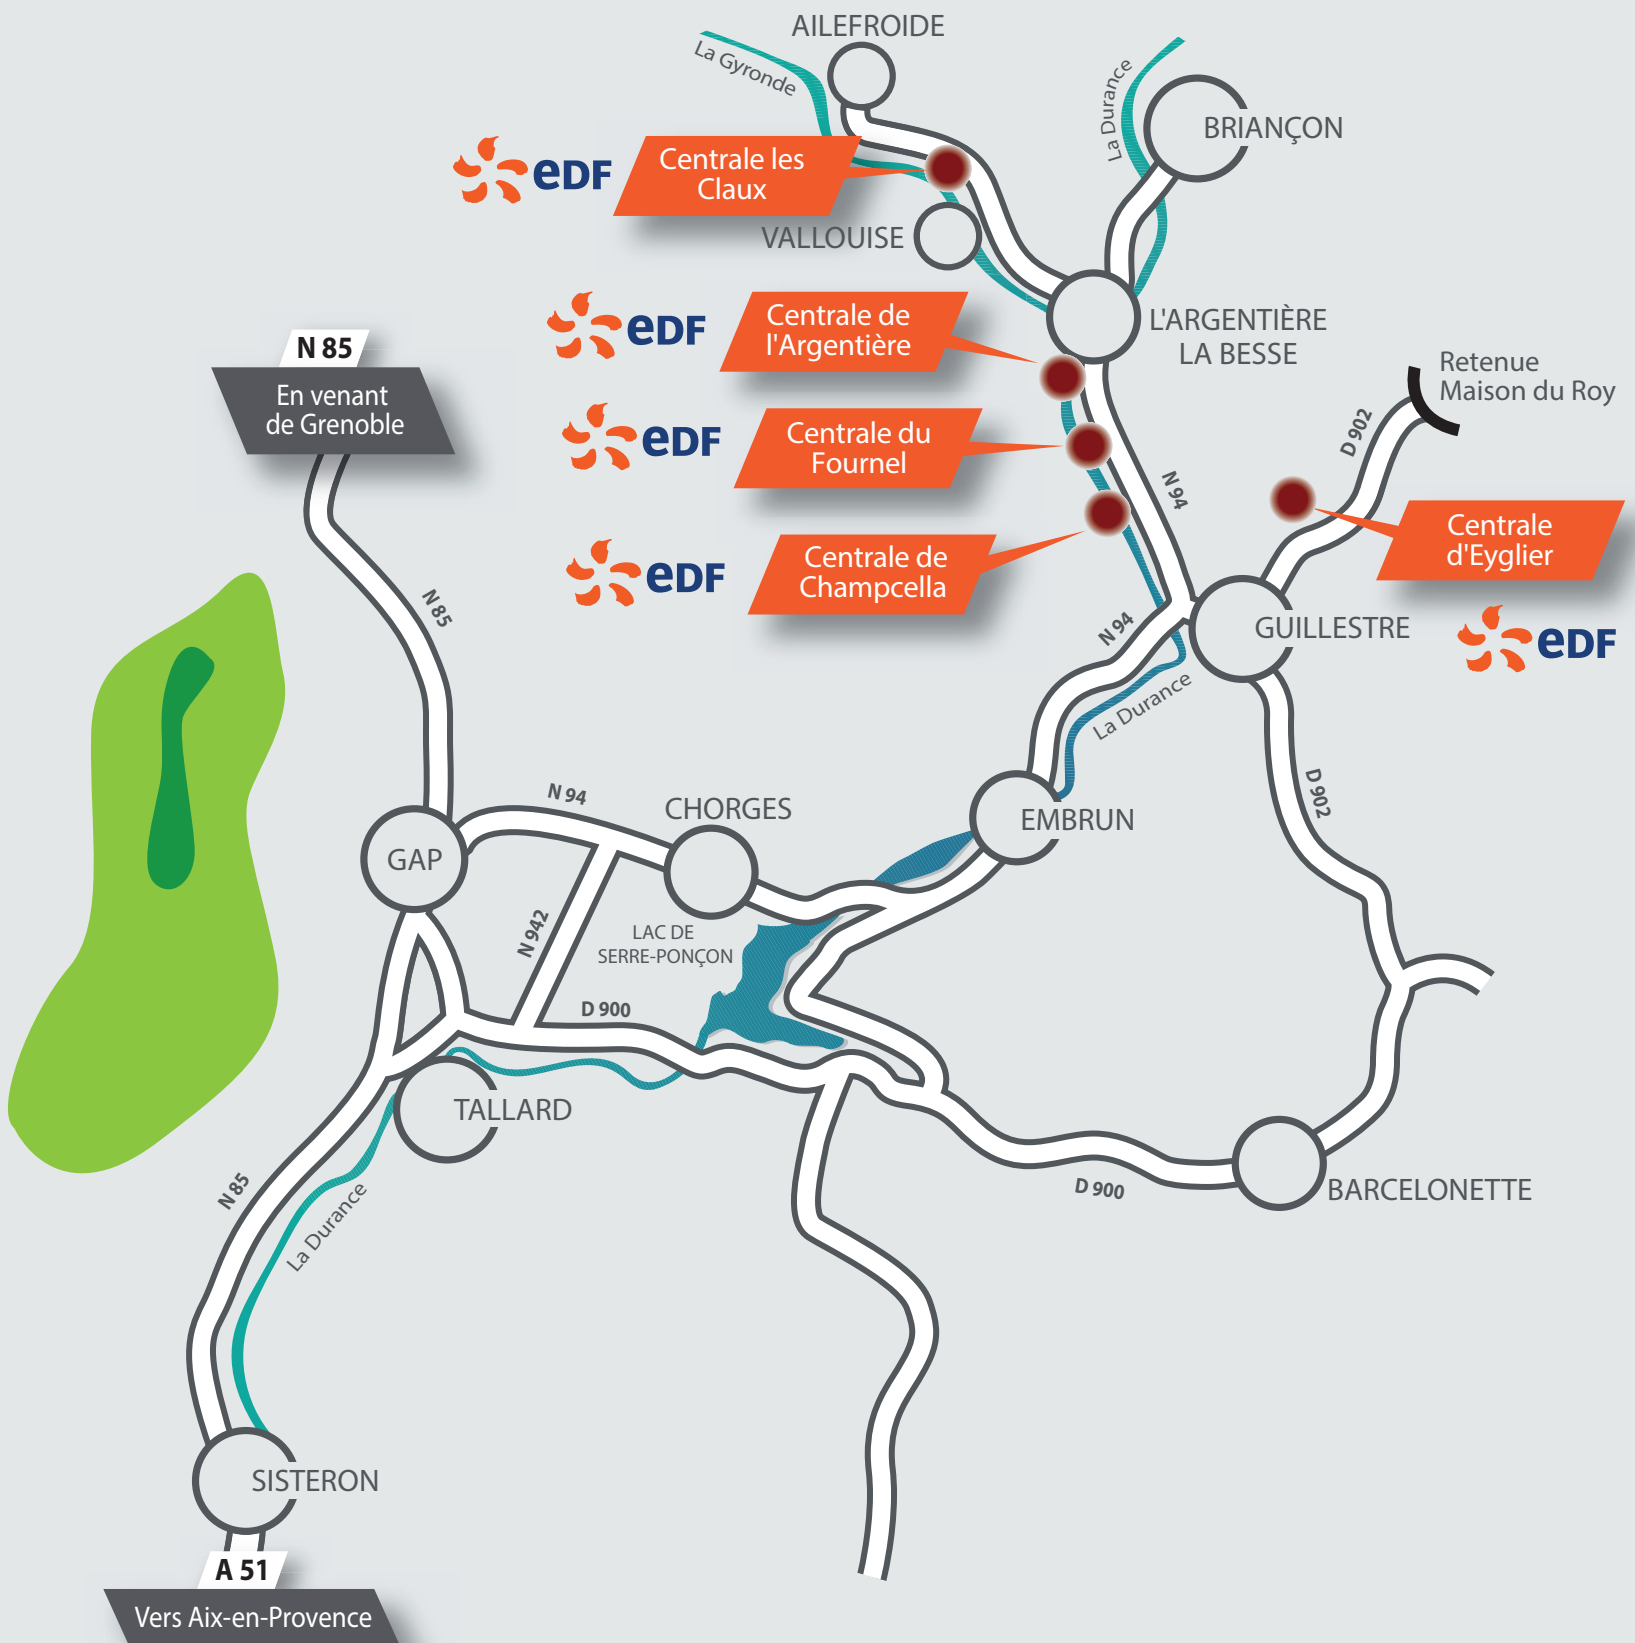 AILEFROIDE
La Gyronde
La Durance
BRIANÇON
eDF
Centrale les
Claux
VALLOUISE
eDF
Centrale de
l'Argentière
L'ARGENTIÈRE
LA BESSE
N 85
En venant
de Grenoble
Retenue
Maison du Roy
D 902
eDF
Centrale du
Fournel
N 94
Centrale
d'Eyglier
eDF
Centrale de
Champcella
N 85
N 94
GUILLESTRE
eDF
La Durance
D 902
N 94
CHORGES
EMBRUN
GAP
N 942
LAC DE
SERRE-PONÇON
D 900
TALLARD
N 85
La Durance
D 900
BARCELONETTE
SISTERON
A 51
Vers Aix-en-Provence